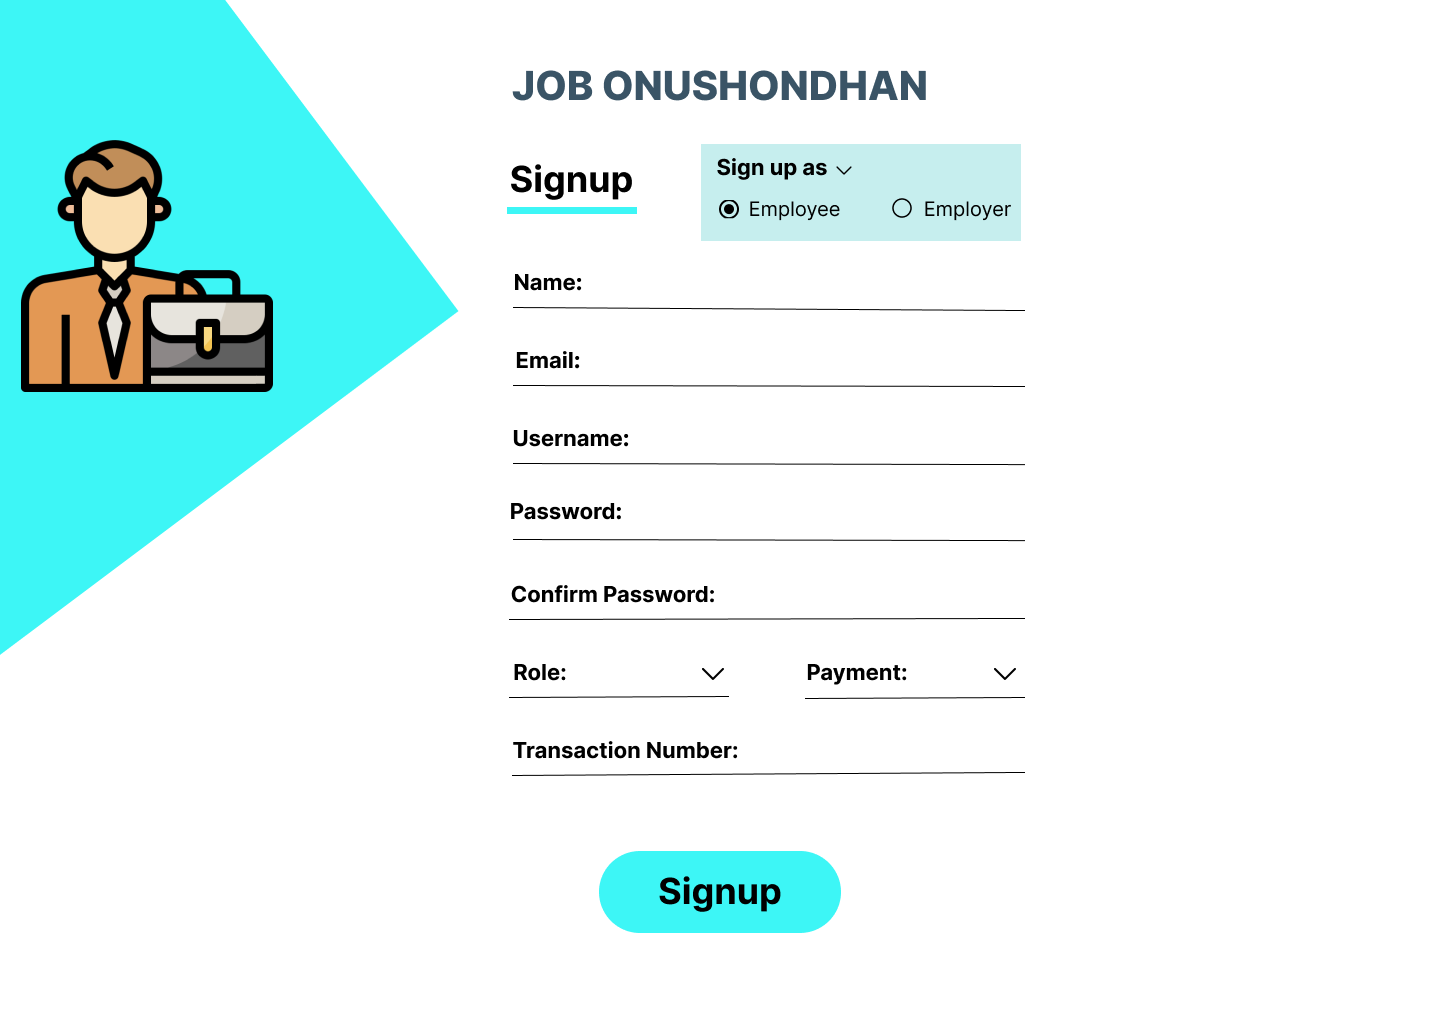 JOB ONUSHONDHAN
Signup
Sign up as
Employee Employer
Name:
Email:
Username:
Password:
Confirm Password:
Role: Payment:
Transaction Number:
Signup